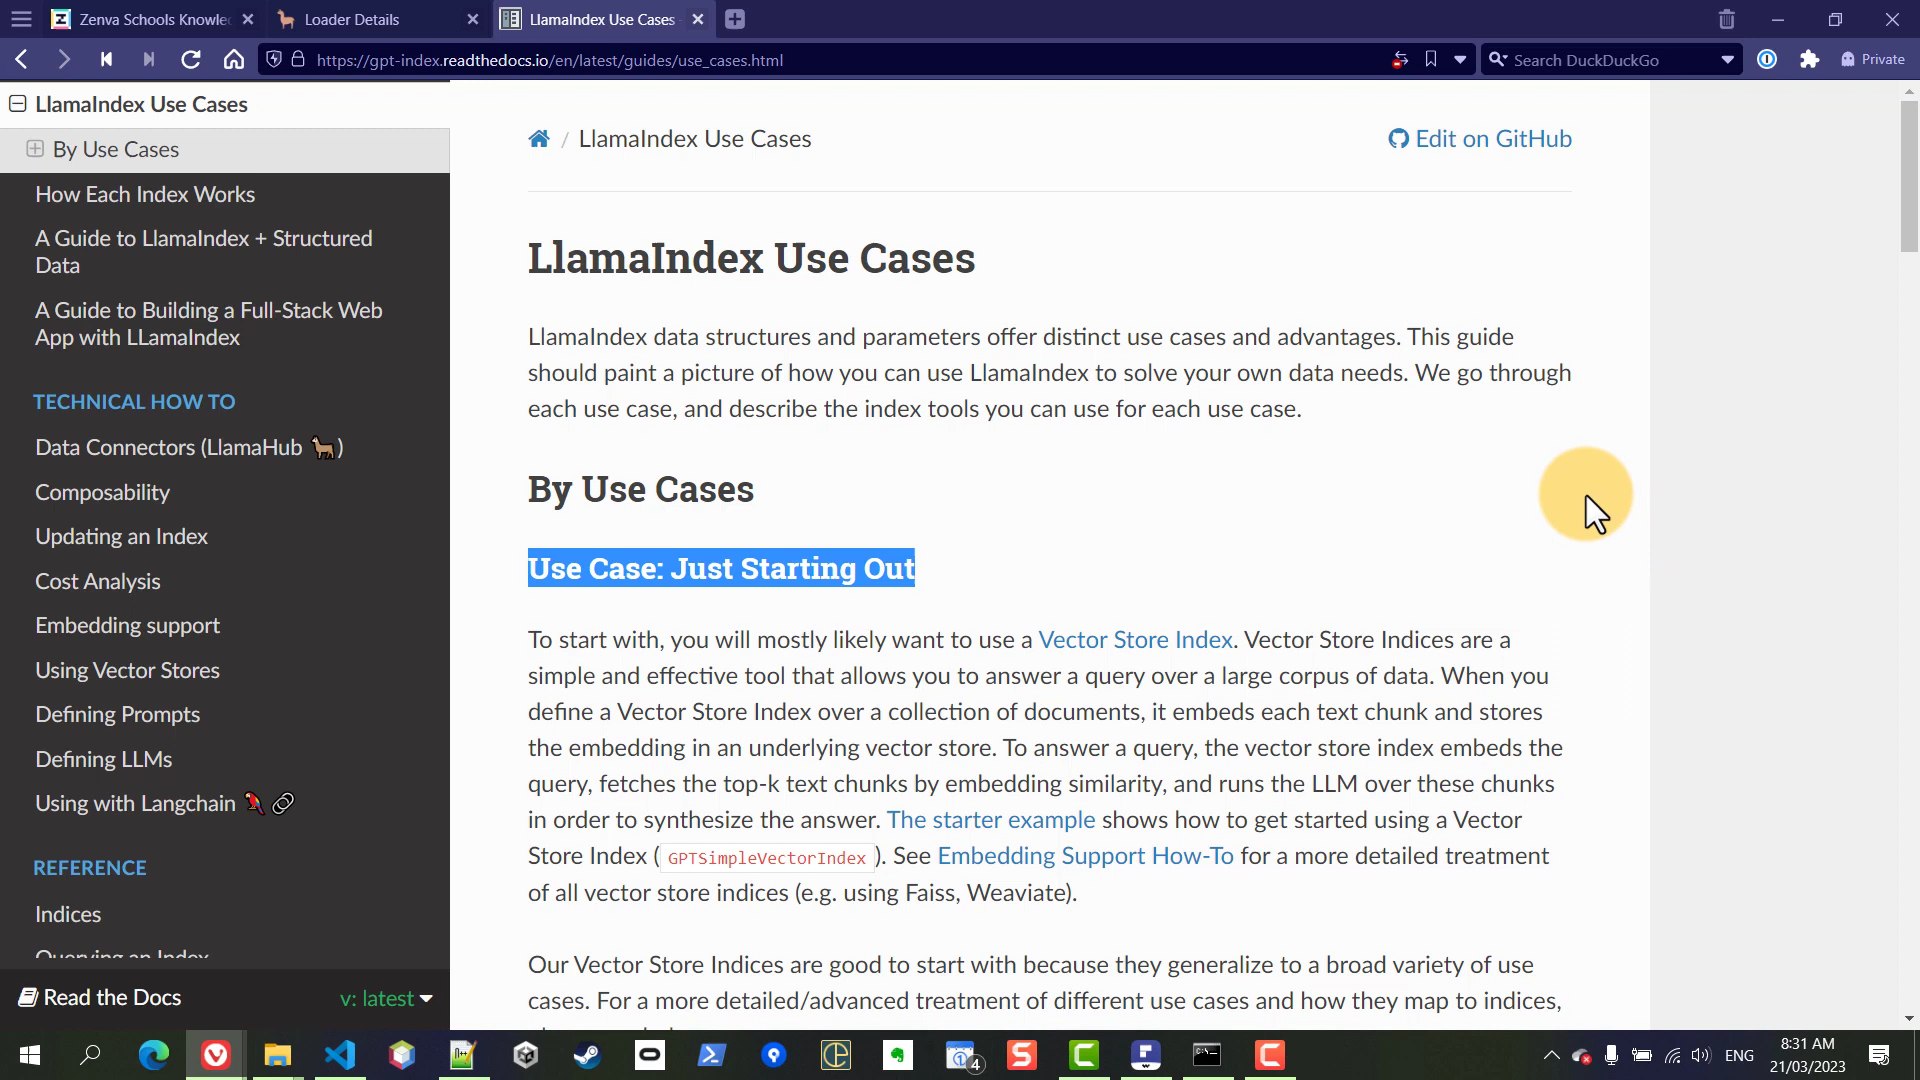 Zenva Schools Knowle
Loader Details
LlamaIndex Use Cases
https://gpt-index.readthedocs.io/en/latest/guides/use_cases.html
Search DuckDuckGo
Private
LlamaIndex Use Cases
By Use Cases
How Each Index Works
A Guide to LlamaIndex + Structured
Data
A Guide to Building a Full-Stack Web
App with LLamaIndex
TECHNICAL HOW TO
Data Connectors (LlamaHub 🦙)
Composability
Updating an Index
Cost Analysis
Embedding support
Using Vector Stores
Defining Prompts
Defining LLMs
Using with Langchain 🦜🔗
REFERENCE
Indices
Querying an Index
Read the Docs
v: latest
/ LlamaIndex Use Cases
Edit on GitHub
LlamaIndex Use Cases
LlamaIndex data structures and parameters offer distinct use cases and advantages. This guide
should paint a picture of how you can use LlamaIndex to solve your own data needs. We go through
each use case, and describe the index tools you can use for each use case.
By Use Cases
Use Case: Just Starting Out
To start with, you will mostly likely want to use a Vector Store Index. Vector Store Indices are a
simple and effective tool that allows you to answer a query over a large corpus of data. When you
define a Vector Store Index over a collection of documents, it embeds each text chunk and stores
the embedding in an underlying vector store. To answer a query, the vector store index embeds the
query, fetches the top-k text chunks by embedding similarity, and runs the LLM over these chunks
in order to synthesize the answer. The starter example shows how to get started using a Vector
Store Index (GPTSimpleVectorIndex). See Embedding Support How-To for a more detailed treatment
of all vector store indices (e.g. using Faiss, Weaviate).
Our Vector Store Indices are good to start with because they generalize to a broad variety of use
cases. For a more detailed/advanced treatment of different use cases and how they map to indices,
4
ENG
8:31 AM
21/03/2023